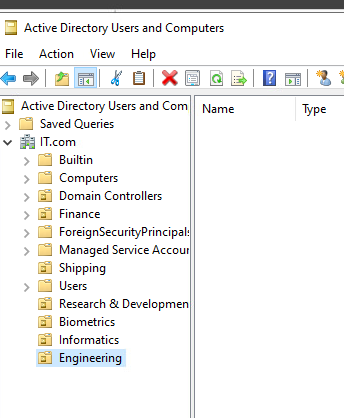 Active Directory Users and Computers
File Action View Help
Active Directory Users and Com
Name Type
Saved Queries
IT.com
Builtin
Computers
Domain Controllers
Finance
ForeignSecurityPrincipals
Managed Service Accour
Shipping
Users
Research & Developmen
Biometrics
Informatics
Engineering